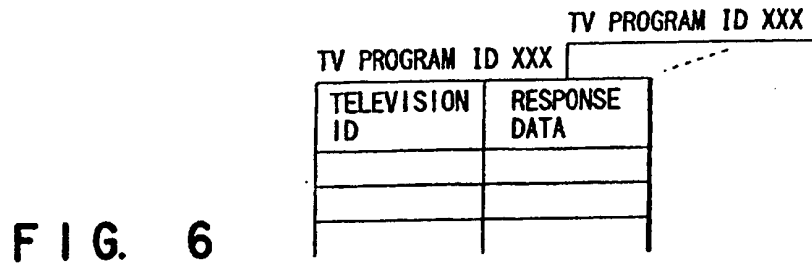 TV PROGRAM ID XXX
TV PROGRAM ID XXX
TELEVISION
ID
RESPONSE
DATA
FIG. 6